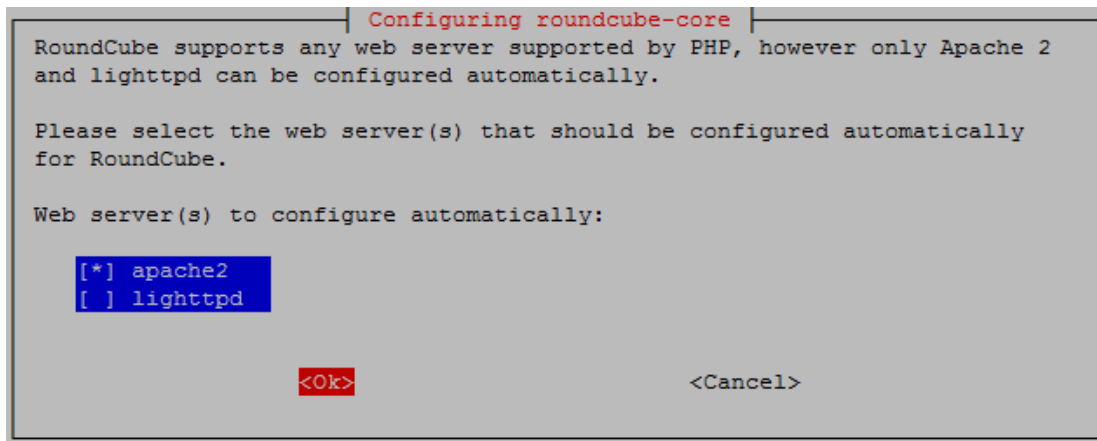 Configuring roundcube-core
RoundCube supports any web server supported by PHP, however only Apache 2
and lighttpd can be configured automatically.
Please select the web server(s) that should be configured automatically
for RoundCube.
Web server(s) to configure automatically:
[*] apache2
[ ] lighttpd
<Ok> <Cancel>